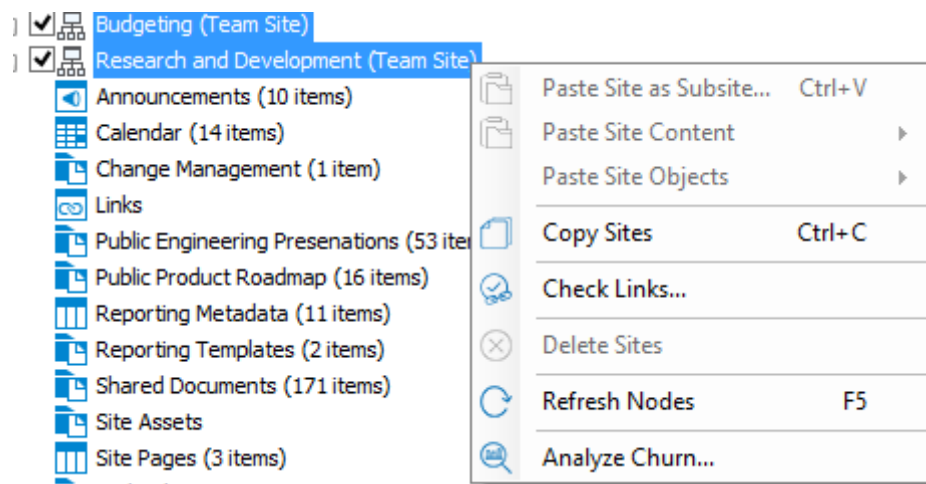 Budgeting (Team Site)
Research and Development (Team Site)
Announcements (10 items)
Calendar (14 items)
Change Management (1 item)
Links
Public Engineering Presenations (53 iter
Public Product Roadmap (16 items)
Reporting Metadata (11 items)
Reporting Templates (2 items)
Shared Documents (171 items)
Site Assets
Site Pages (3 items)
Paste Site as Subsite... Ctrl+V
Paste Site Content
Paste Site Objects
Copy Sites Ctrl+C
Check Links...
Delete Sites
Refresh Nodes F5
Analyze Churn...